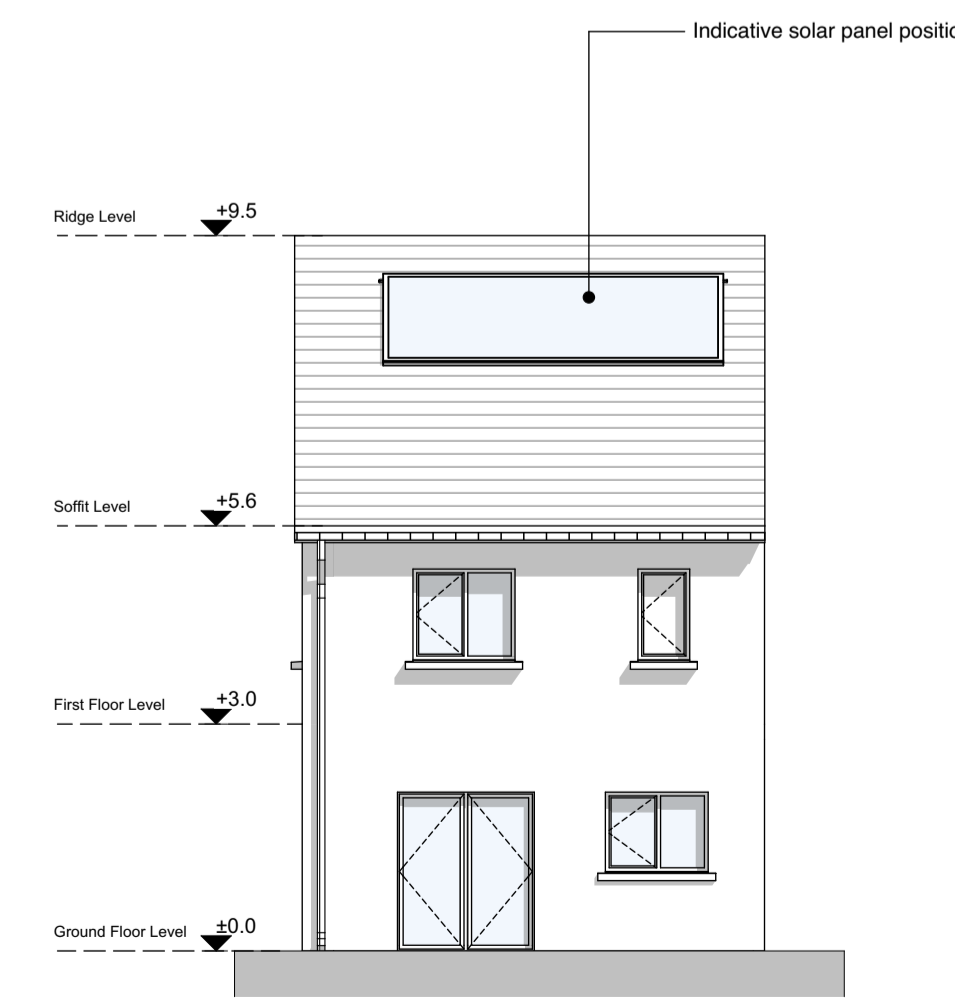 Indicative solar panel positio
Ridge Level +9.5
Soffit Level +5.6
First Floor Level +3.0
Ground Floor Level ±0.0